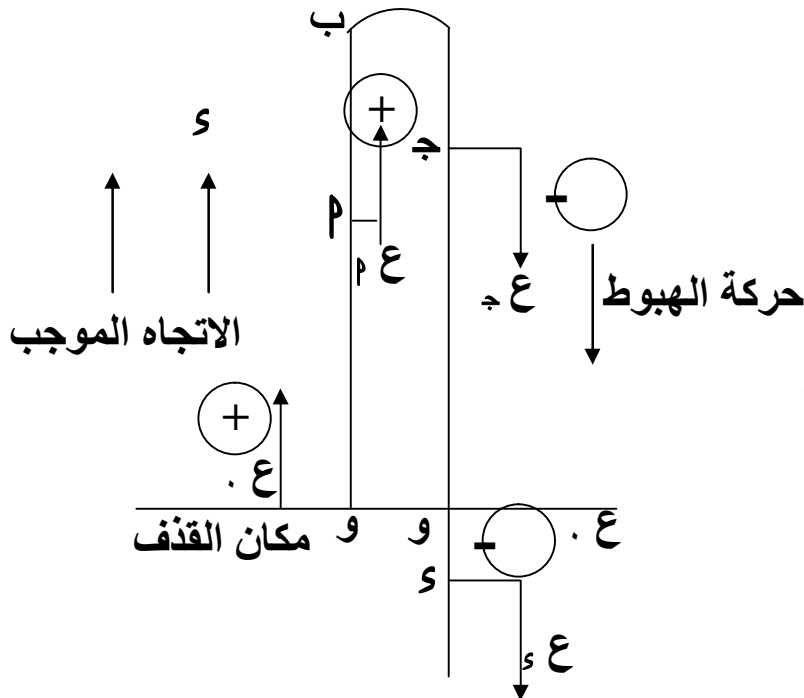 ب
+
ء
ج
م
ع م
-
ع ج
حركة الهبوط
الاتجاه الموجب
+
ع .
مكان القذف و و - ع .
ء
ع ء